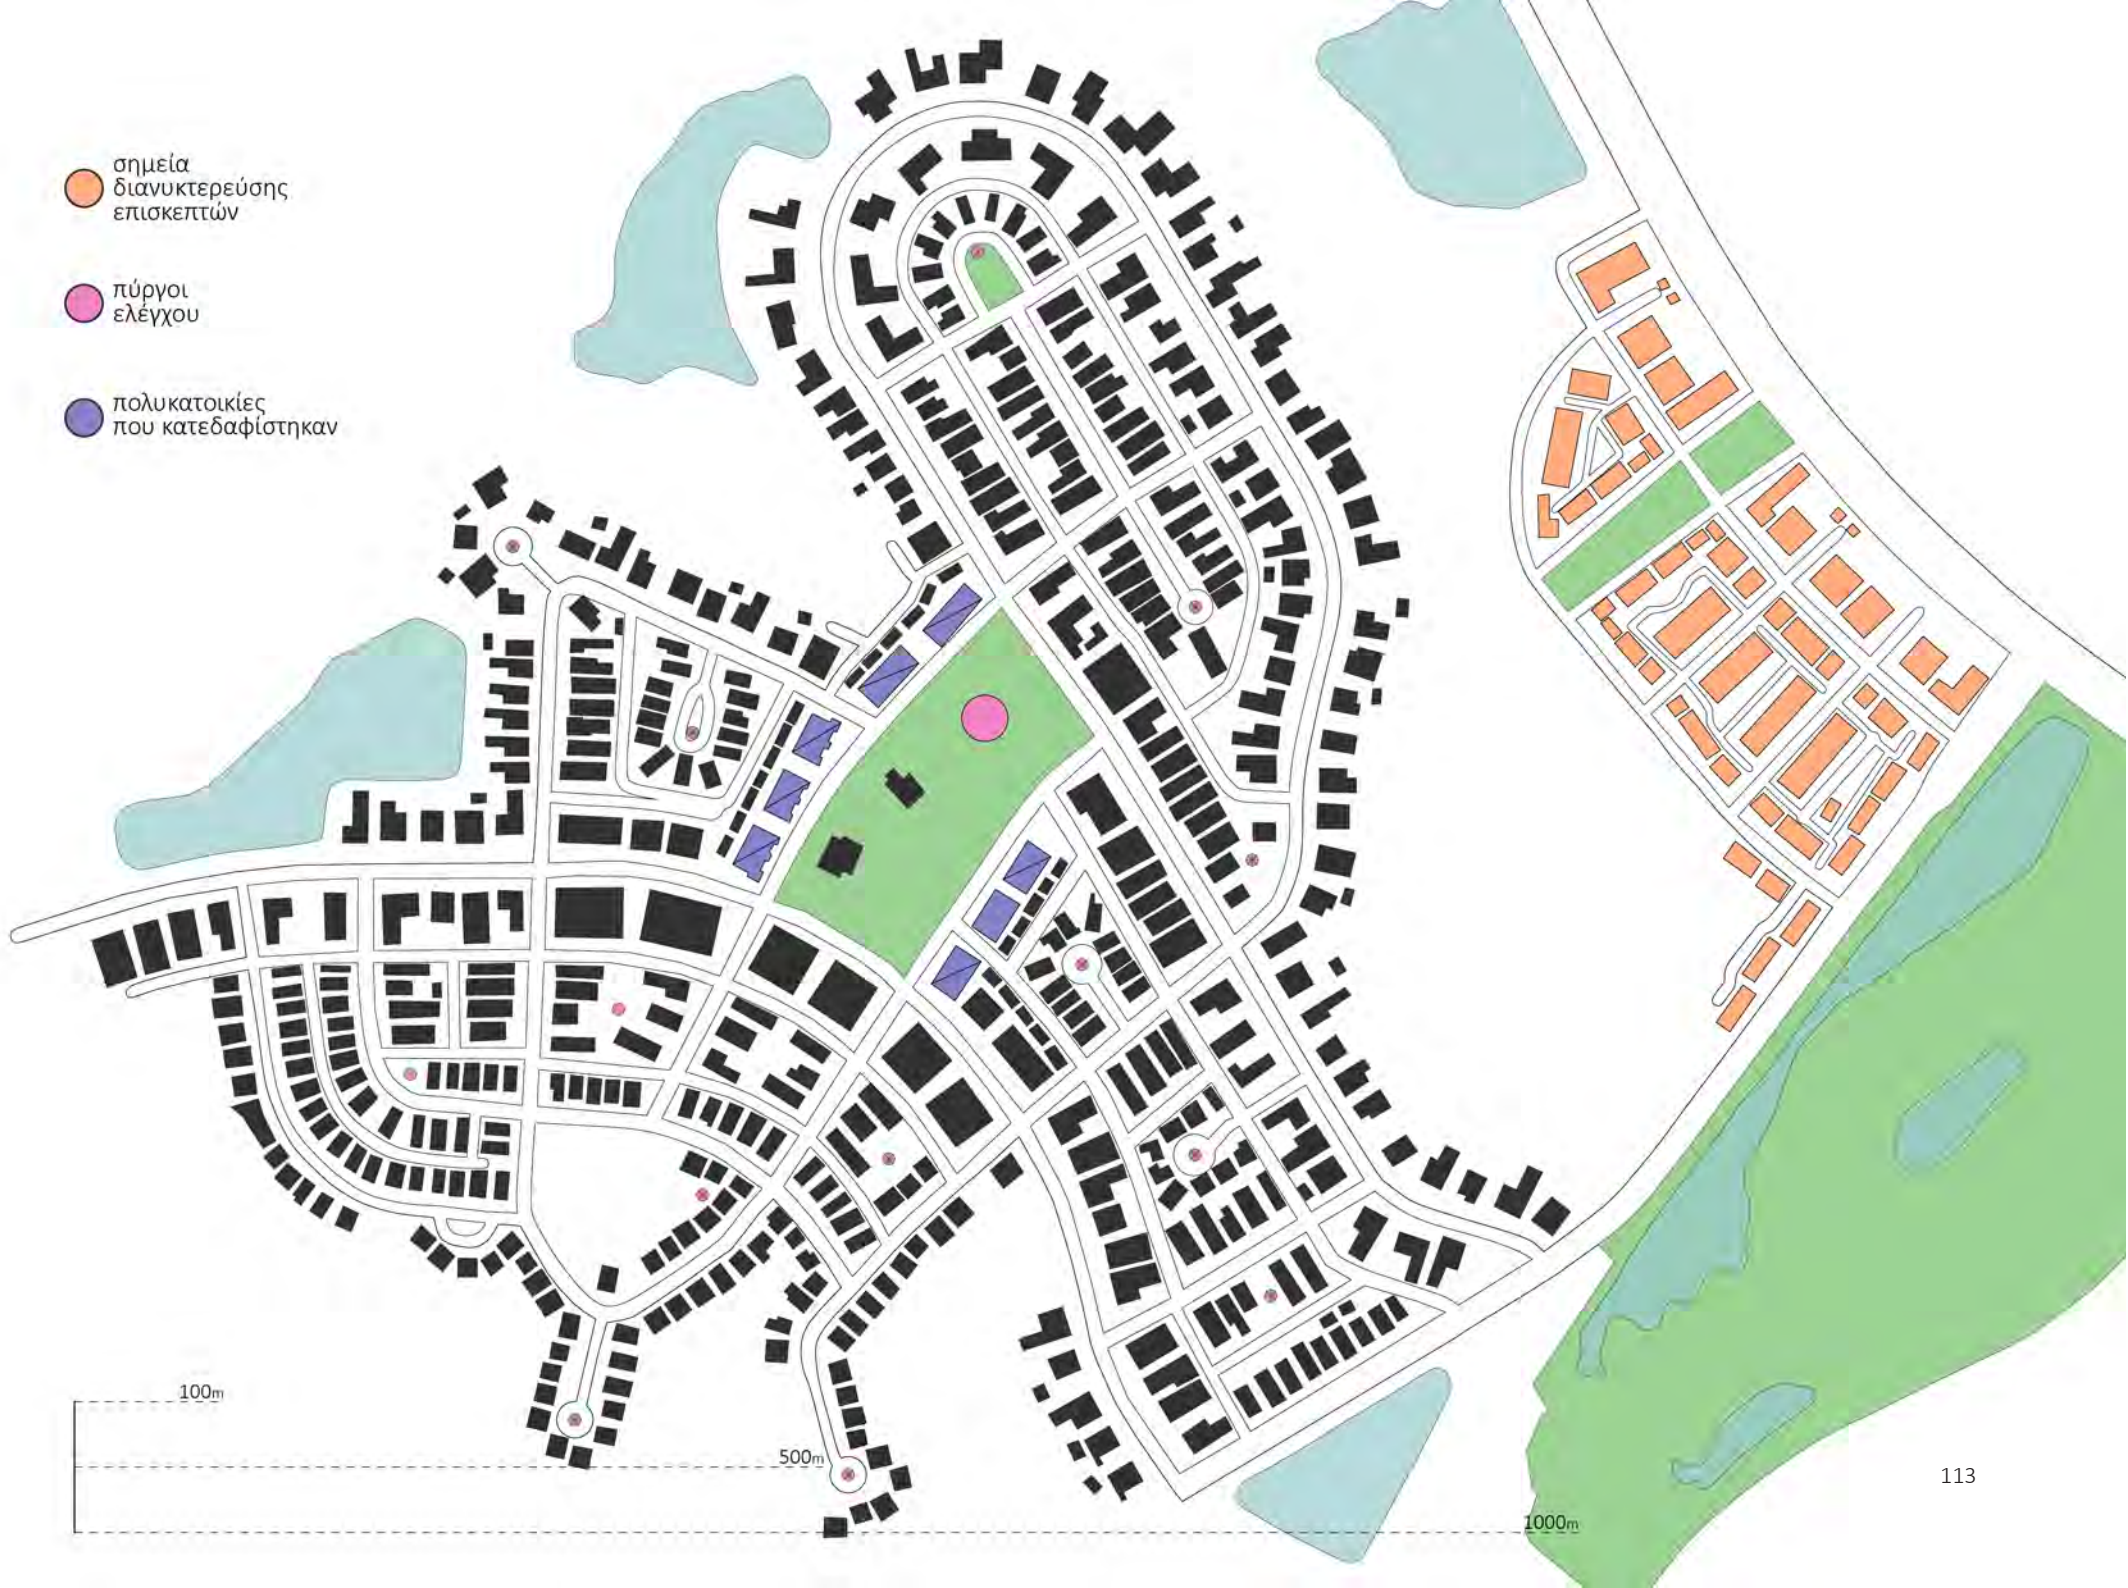 σημεία
διανυκτερεύσης
επισκεπτών
πύργοι
ελέγχου
πολυκατοικίες
που κατεδαφίστηκαν
100m
500m
1000m
113